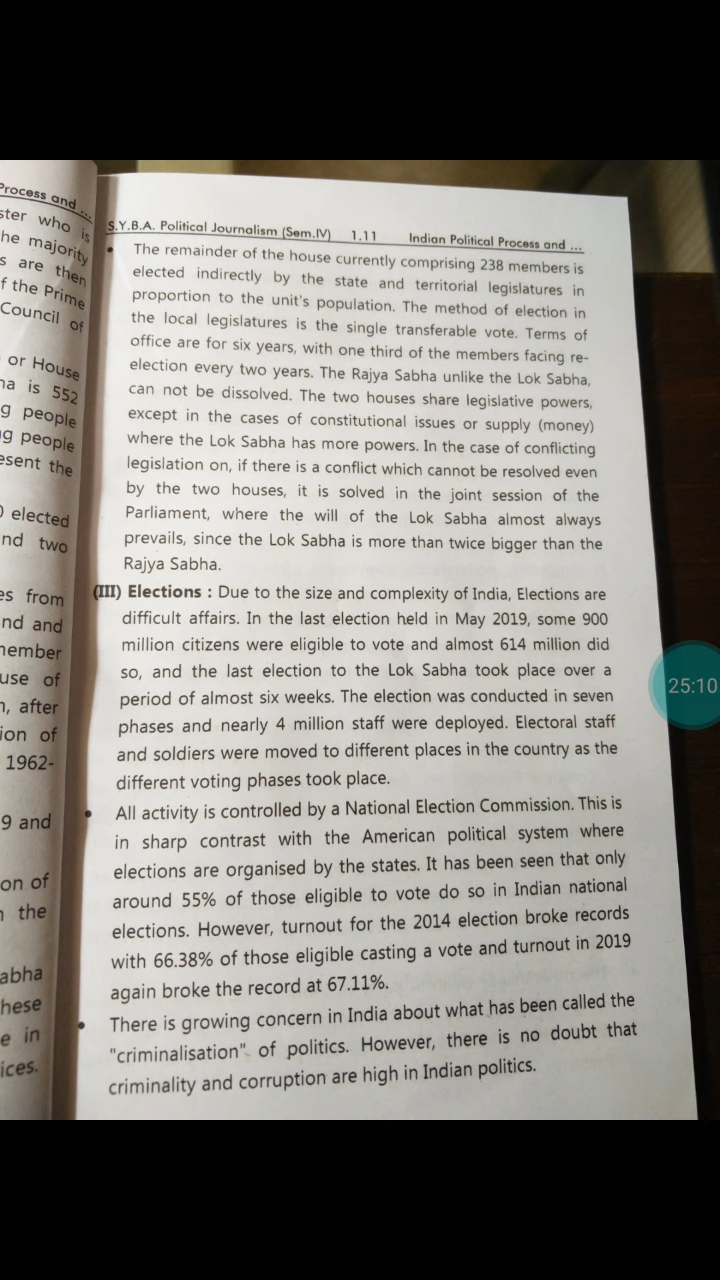 Process and ...
ster who is
he majority
s are then
f the Prime
Council of
or House
na is 552
g people
ng people
esent the
0 elected
nd two
es from
nd and
nember
use of
n, after
ion of
1962-
9 and
on of
n the
abha
hese
e in
ices.
S.Y.B.A. Political Journalism (Sem.IV) 1.11 Indian Political Process and ...
• The remainder of the house currently comprising 238 members is
elected indirectly by the state and territorial legislatures in
proportion to the unit's population. The method of election in
the local legislatures is the single transferable vote. Terms of
office are for six years, with one third of the members facing re-
election every two years. The Rajya Sabha unlike the Lok Sabha,
can not be dissolved. The two houses share legislative powers,
except in the cases of constitutional issues or supply (money)
where the Lok Sabha has more powers. In the case of conflicting
legislation on, if there is a conflict which cannot be resolved even
by the two houses, it is solved in the joint session of the
Parliament, where the will of the Lok Sabha almost always
prevails, since the Lok Sabha is more than twice bigger than the
Rajya Sabha.
(III) Elections : Due to the size and complexity of India, Elections are
difficult affairs. In the last election held in May 2019, some 900
million citizens were eligible to vote and almost 614 million did
so, and the last election to the Lok Sabha took place over a
period of almost six weeks. The election was conducted in seven
phases and nearly 4 million staff were deployed. Electoral staff
and soldiers were moved to different places in the country as the
different voting phases took place.
• All activity is controlled by a National Election Commission. This is
in sharp contrast with the American political system where
elections are organised by the states. It has been seen that only
around 55% of those eligible to vote do so in Indian national
elections. However, turnout for the 2014 election broke records
with 66.38% of those eligible casting a vote and turnout in 2019
again broke the record at 67.11%.
• There is growing concern in India about what has been called the
"criminalisation" of politics. However, there is no doubt that
criminality and corruption are high in Indian politics.
25:10